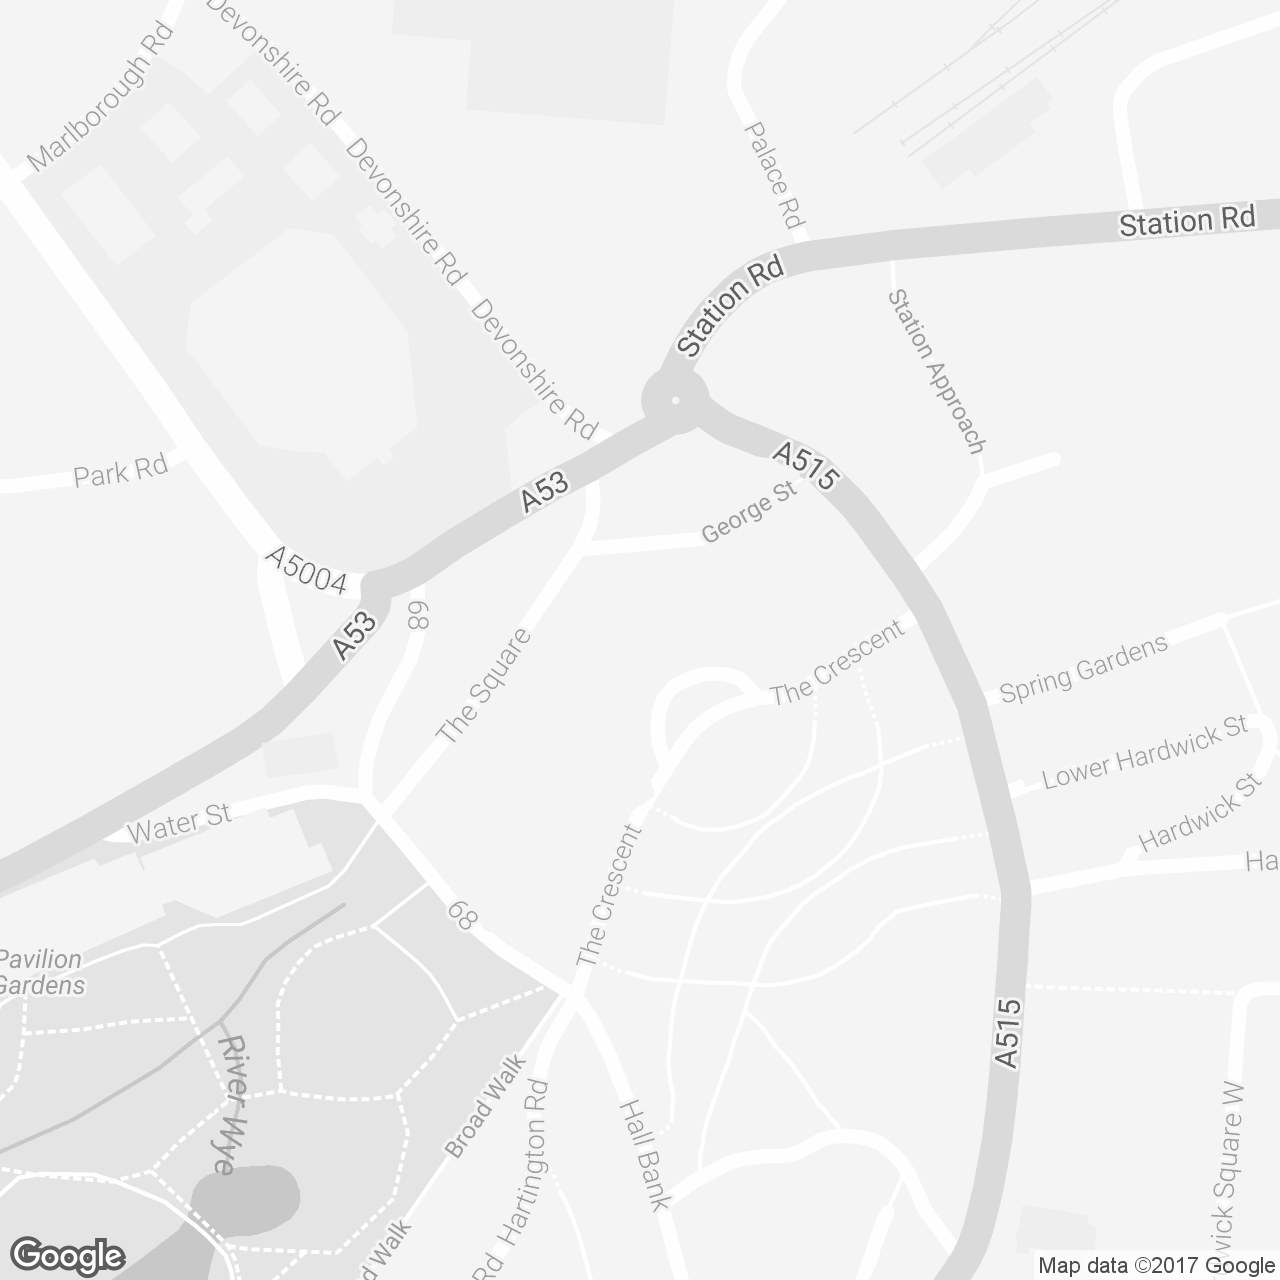 Devonshire Rd
Marlborough Rd
Palace Rd
Devonshire Rd
Station Rd
Station Rd
Devonshire Rd
Station Approach
A515
Park Rd
A53
George St
A5004
68
A53
The Square
The Crescent
Spring Gardens
Lower Hardwick St
Hardwick St
Water St
Ha
The Crescent
68
Pavilion
Gardens
River Wye
A515
Broad Walk
Hartington Rd
Hall Bank
wick Square W
d Walk
Rd
Google
Map data ©2017 Google